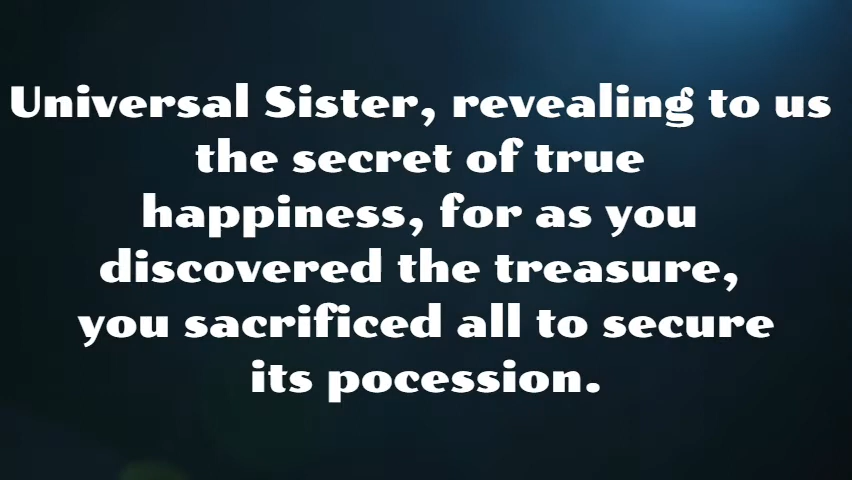 Universal Sister, revealing to us
the secret of true
happiness, for as you
discovered the treasure,
you sacrificed all to secure
its pocession.